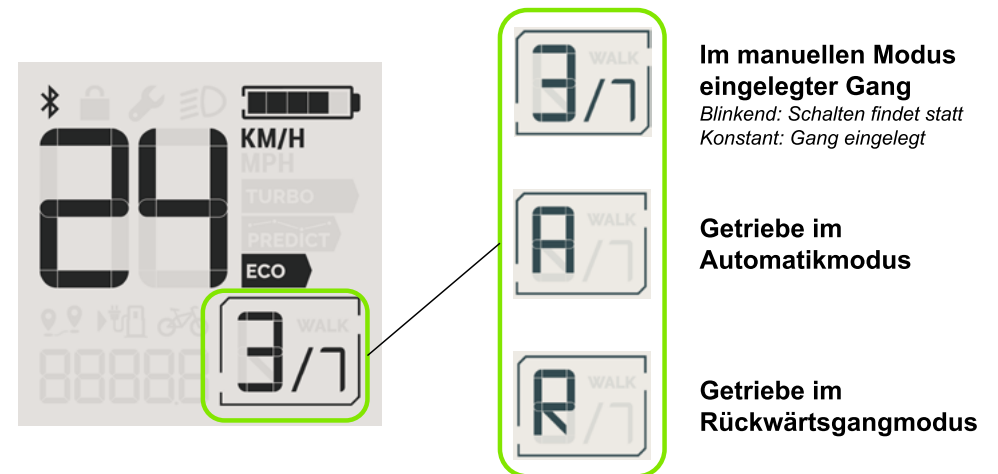 24
KM/H
MPH
TURBO
PREDICT
ECO
WALK
3/7
WALK
3/7
Im manuellen Modus
eingelegter Gang
Blinkend: Schalten findet statt
Konstant: Gang eingelegt
WALK
A/7
Getriebe im
Automatikmodus
WALK
R/7
Getriebe im
Rückwärtsgangmodus